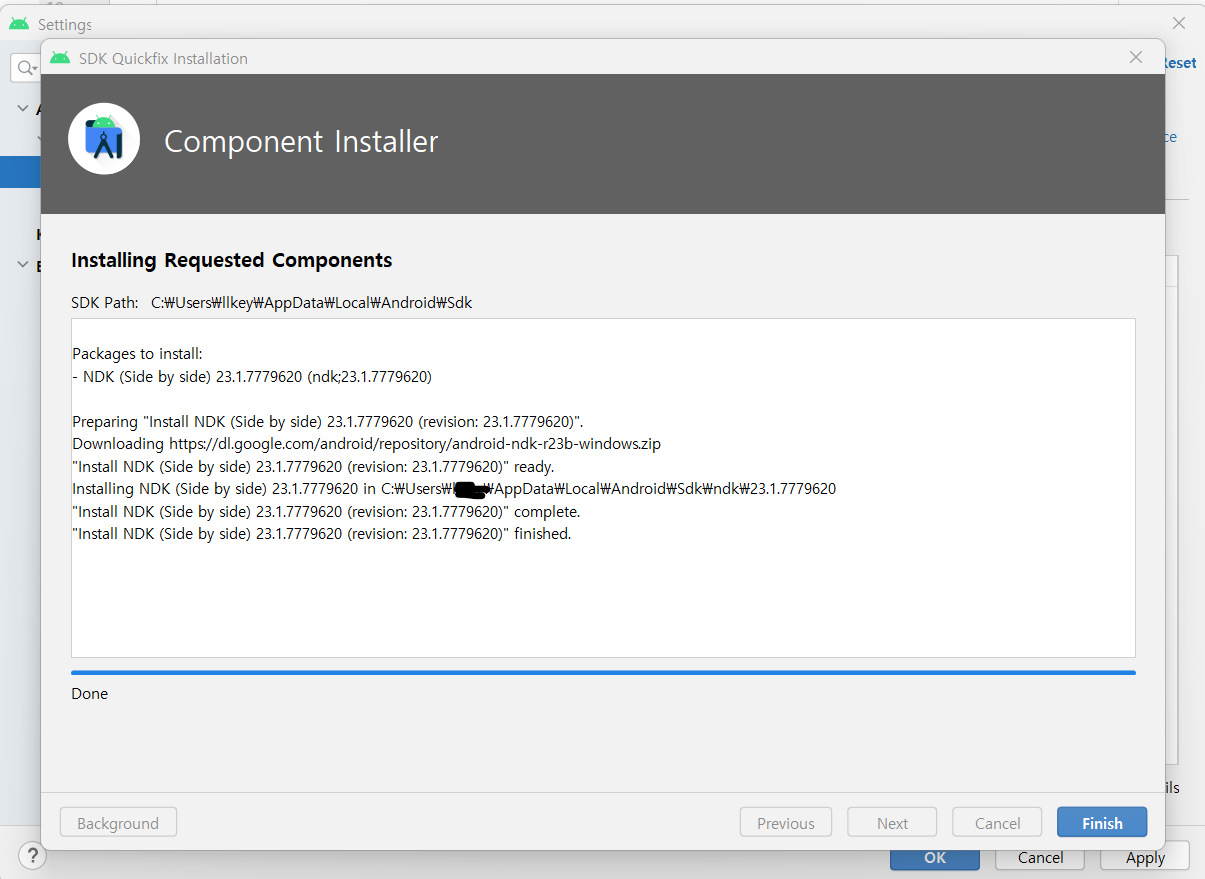 Settings
SDK Quickfix Installation
Component Installer
Installing Requested Components
SDK Path: C:₩Users₩llkey₩AppData₩Local₩Android₩Sdk
Packages to install:
- NDK (Side by side) 23.1.7779620 (ndk;23.1.7779620)
Preparing "Install NDK (Side by side) 23.1.7779620 (revision: 23.1.7779620)".
Downloading https://dl.google.com/android/repository/android-ndk-r23b-windows.zip
"Install NDK (Side by side) 23.1.7779620 (revision: 23.1.7779620)" ready.
Installing NDK (Side by side) 23.1.7779620 in C:₩Users₩ ₩AppData₩Local₩Android₩Sdk₩ndk₩23.1.7779620
"Install NDK (Side by side) 23.1.7779620 (revision: 23.1.7779620)" complete.
"Install NDK (Side by side) 23.1.7779620 (revision: 23.1.7779620)" finished.
Done
Background Previous Next Cancel Finish
? OK Cancel Apply